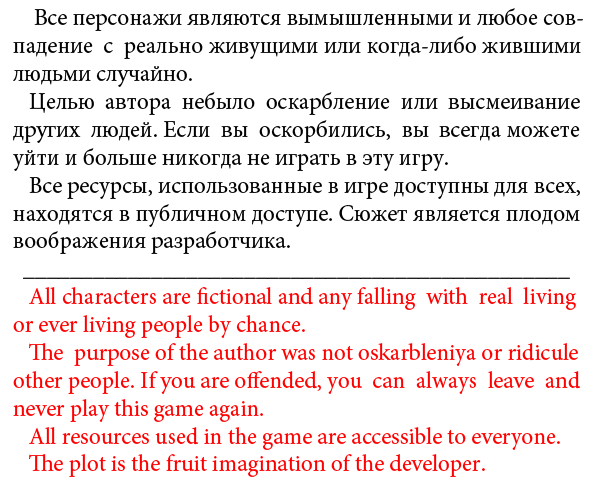 Все персонажи являются вымышленными и любое сов-
падение с реально живущими или когда-либо жившими
людьми случайно.
Целью автора небыло оскарбление или высмеивание
других людей. Если вы оскорбились, вы всегда можете
уйти и больше никогда не играть в эту игру.
Все ресурсы, использованные в игре доступны для всех,
находятся в публичном доступе. Сюжет является плодом
воображения разработчика.
All characters are fictional and any falling with real living
or ever living people by chance.
The purpose of the author was not oskarbleniya or ridicule
other people. If you are offended, you can always leave and
never play this game again.
All resources used in the game are accessible to everyone.
The plot is the fruit imagination of the developer.